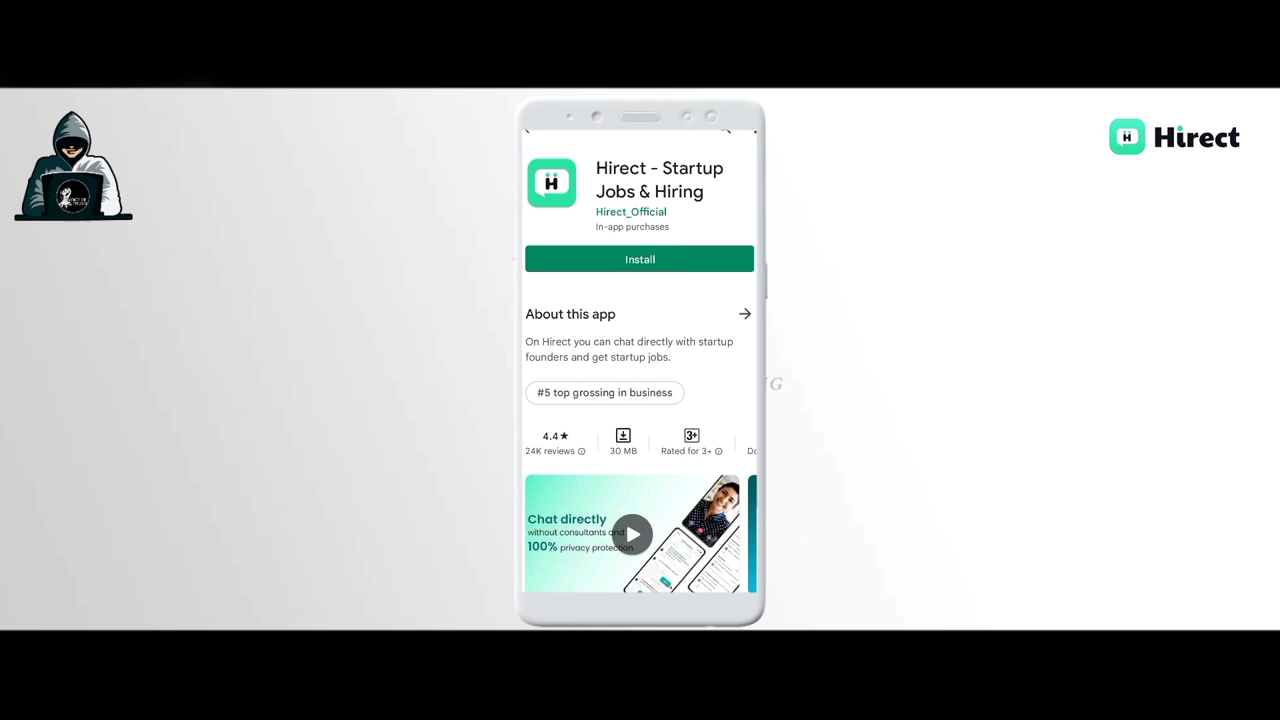 Hirect
Hirect - Startup
Jobs & Hiring
Hirect_Official
In-app purchases
Install
About this app
On Hirect you can chat directly with startup
founders and get startup jobs.
#5 top grossing in business
4.4★
3+
24K reviews
30 MB
Rated for 3+
Chat directly
without consultants and
100% privacy protection